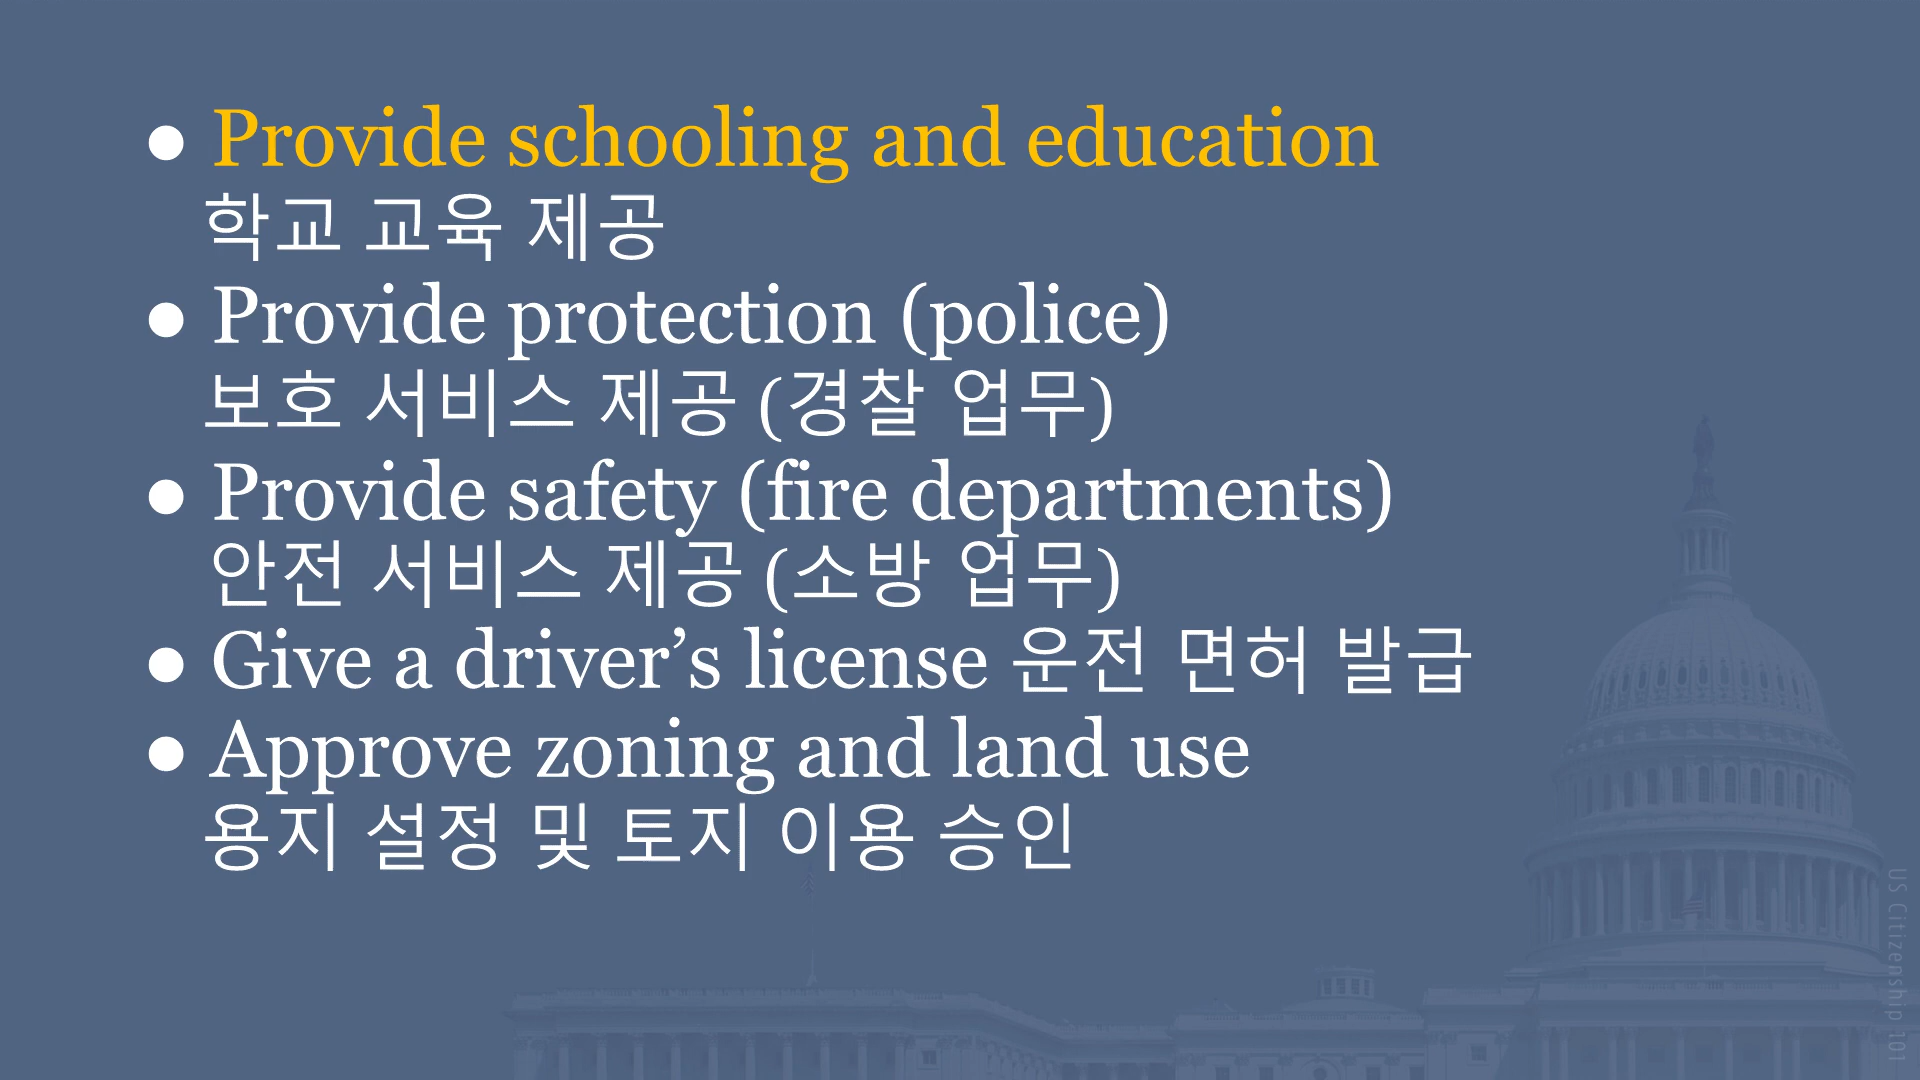 ● Provide schooling and education
학교 교육 제공
● Provide protection (police)
보호 서비스 제공 (경찰 업무)
● Provide safety (fire departments)
안전 서비스 제공 (소방 업무)
● Give a driver’s license 운전 면허 발급
● Approve zoning and land use
용지 설정 및 토지 이용 승인
US Citizenship 101